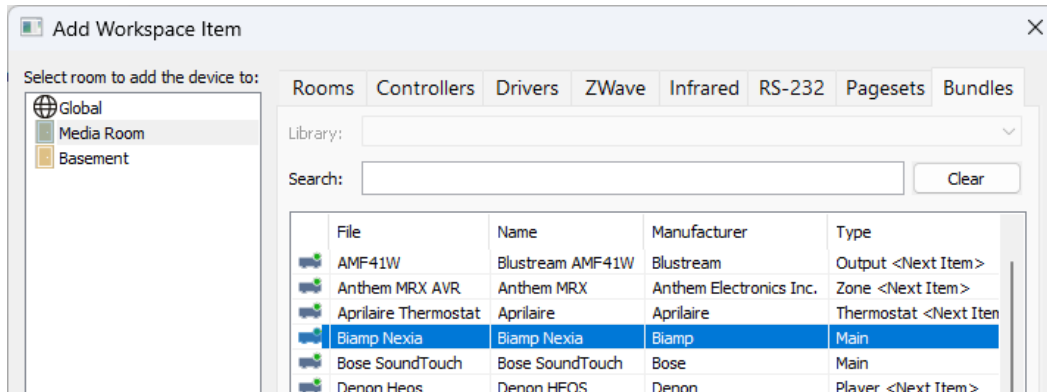 Add Workspace Item
Select room to add the device to:
Global
Media Room
Basement
Rooms Controllers Drivers ZWave Infrared RS-232 Pagesets Bundles
Library:
Search: Clear
File Name Manufacturer Type
AMF41W Blustream AMF41W Blustream Output <Next Item>
Anthem MRX AVR Anthem MRX Anthem Electronics Inc. Zone <Next Item>
Aprilaire Thermostat Aprilaire Aprilaire Thermostat <Next Iten
Biamp Nexia Biamp Nexia Biamp Main
Bose SoundTouch Bose SoundTouch Bose Main
Denon Heos Denon HEOS Denon Player <Next Item>